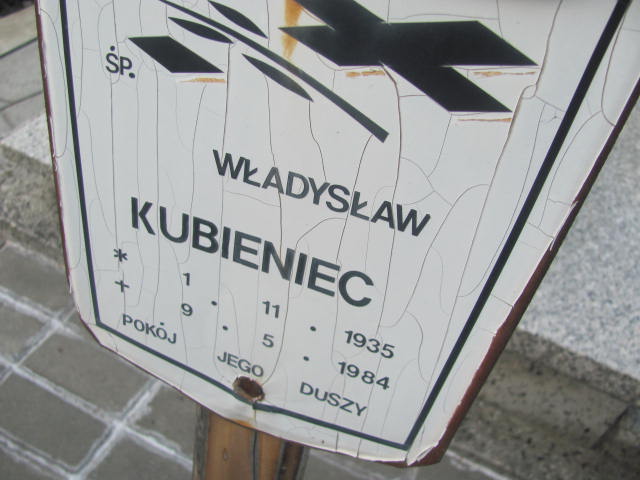 ŚP.
WŁADYSŁAW
KUBIENIEC
* 1 • 11 • 1935
+ 9 • 5 • 1984
POKÓJ JEGO DUSZY